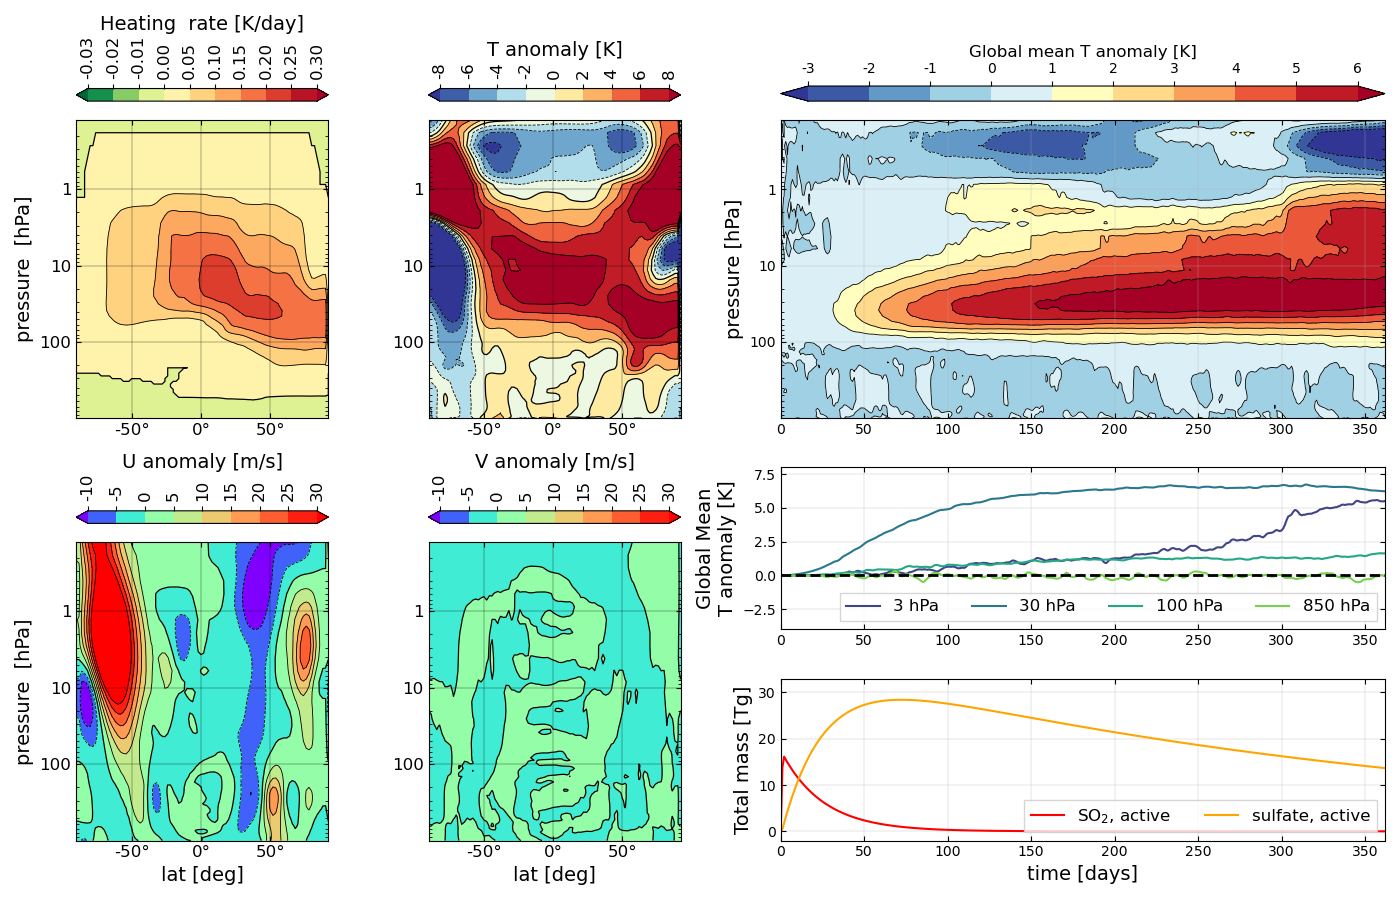 Heating  rate [K/day]
-0.03 -0.02 -0.01 0.00 0.05 0.10 0.15 0.20 0.25 0.30
T anomaly [K]
-8 -6 -4 -2 0 2 4 6 8
Global mean T anomaly [K]
-3 -2 -1 0 1 2 3 4 5 6
pressure  [hPa]
1
10
100
-50° 0° 50°
1
10
100
-50° 0° 50°
pressure  [hPa]
1
10
100
0 50 100 150 200 250 300 350
U anomaly [m/s]
-10 -5 0 5 10 15 20 25 30
V anomaly [m/s]
-10 -5 0 5 10 15 20 25 30
Global Mean
T anomaly [K]
7.5
5.0
2.5
0.0
−2.5
3 hPa 30 hPa 100 hPa 850 hPa
0 50 100 150 200 250 300 350
pressure  [hPa]
1
10
100
-50° 0° 50°
lat [deg]
1
10
100
-50° 0° 50°
lat [deg]
Total mass [Tg]
30
20
10
0
SO₂, active sulfate, active
0 50 100 150 200 250 300 350
time [days]